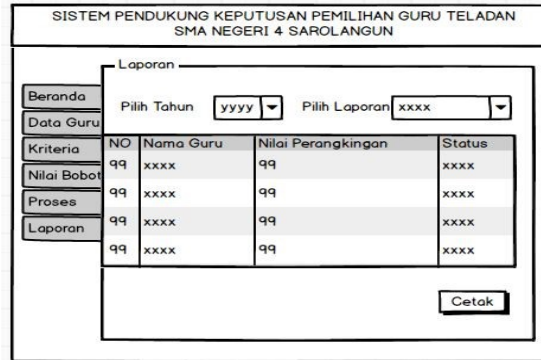 SISTEM PENDUKUNG KEPUTUSAN PEMILIHAN GURU TELADAN
SMA NEGERI 4 SAROLANGUN
Laporan
Beranda
Data Guru
Kriteria
Nilai Bobot
Proses
Laporan
Pilih Tahun yyyy Pilih Laporan xxxx
NO Nama Guru Nilai Perangkingan Status
99 xxxx 99 xxxx
99 xxxx 99 xxxx
99 xxxx 99 xxxx
99 xxxx 99 xxxx
Cetak